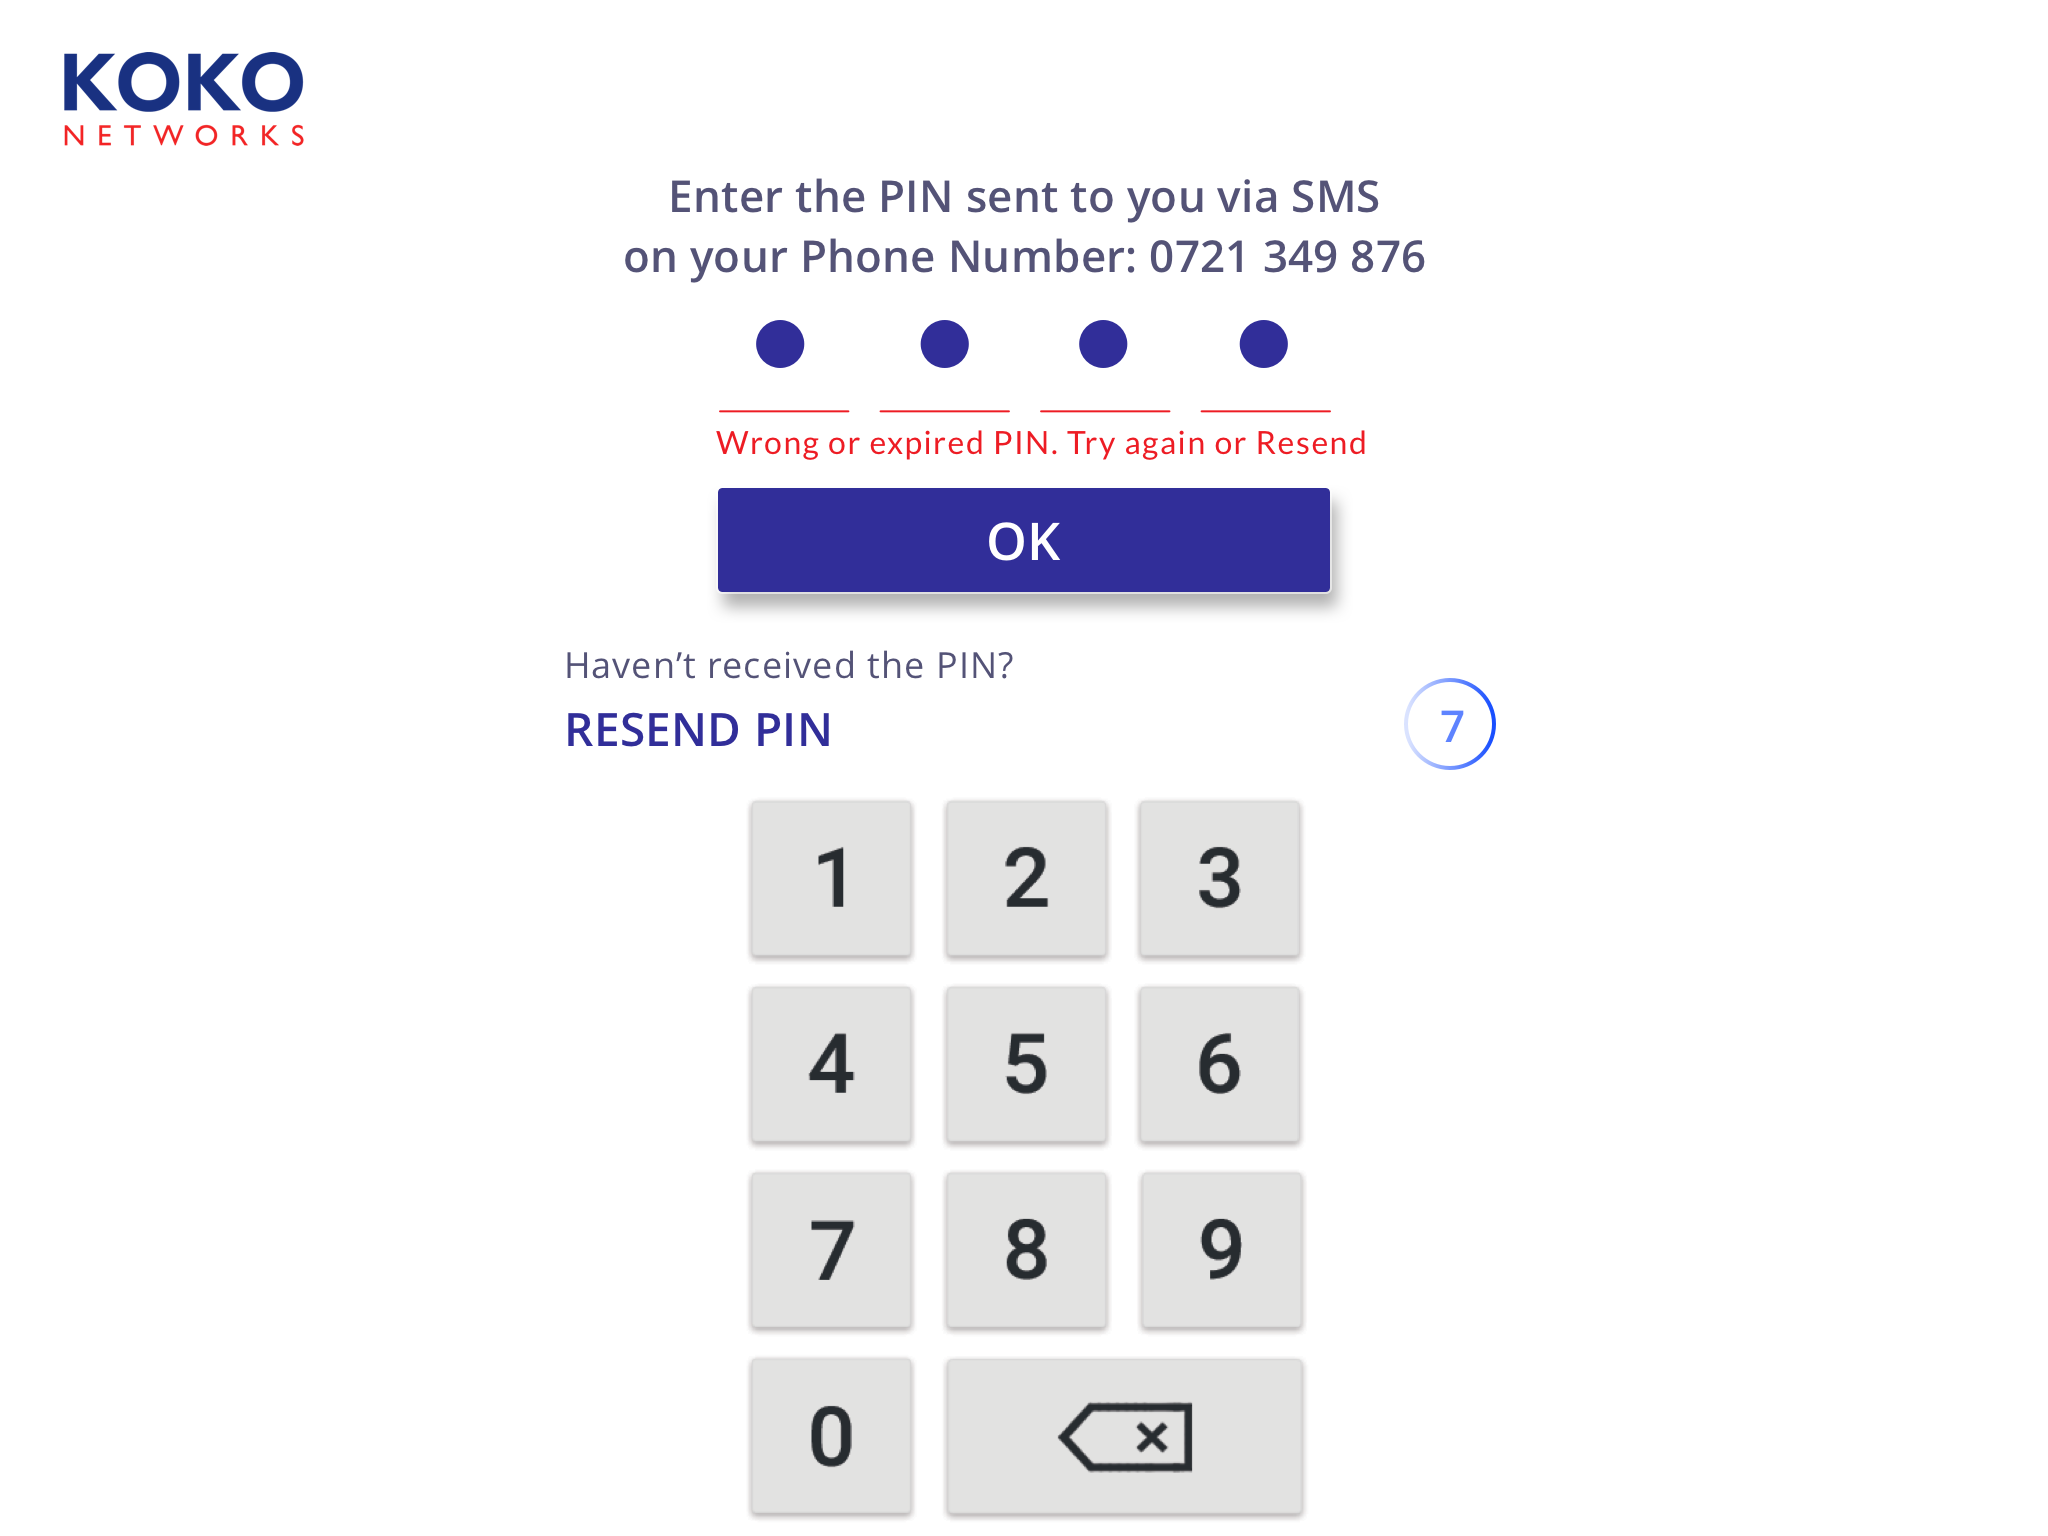 KOKO
NETWORKS
Enter the PIN sent to you via SMS
on your Phone Number: 0721 349 876
Wrong or expired PIN. Try again or Resend
OK
Haven’t received the PIN?
RESEND PIN
7
1 2 3
4 5 6
7 8 9
0